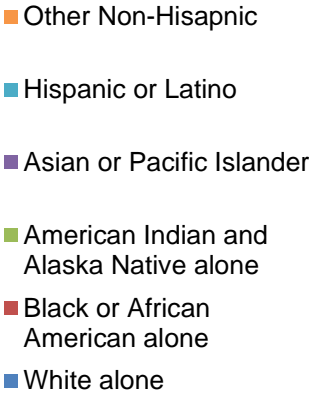 Other Non-Hisapnic
Hispanic or Latino
Asian or Pacific Islander
American Indian and
Alaska Native alone
Black or African
American alone
White alone